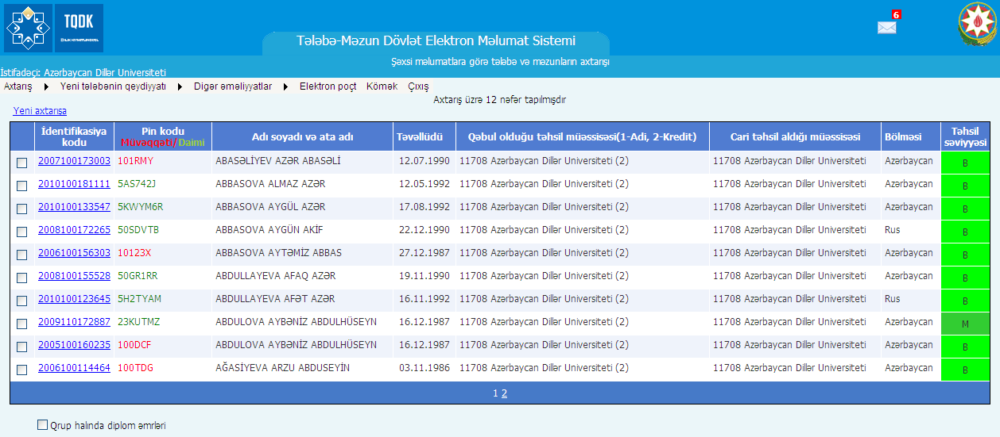 TQDK
BİLİK HİYMƏTLƏNDİRİLSİN
6
Tələbə-Məzun Dövlət Elektron Məlumat Sistemi
Şəxsi məlumatlara görə tələbə və məzunların axtarışı
İstifadəçi: Azərbaycan Dillər Universiteti
Axtarış Yeni tələbənin qeydiyyatı Digər əməliyyatlar Elektron poçt Kömək Çıxış
Axtarış üzrə 12 nəfər tapılmışdır
Yeni axtarışa
İdentifikasiya kodu Pin kodu Müvəqqəti/Daimi Adı soyadı və ata adı Təvəllüdü Qəbul olduğu təhsil müəssisəsi(1-Adi, 2-Kredit) Cari təhsil aldığı müəssisəsi Bölməsi Təhsil səviyyəsi
2007100173003 101RMY ABASƏLİYEV AZƏR ABASƏLİ 12.07.1990 11708 Azərbaycan Dillər Universiteti (2) 11708 Azərbaycan Dillər Universiteti Azərbaycan B
2010100181111 5AS742J ABBASOVA ALMAZ AZƏR 12.05.1992 11708 Azərbaycan Dillər Universiteti (2) 11708 Azərbaycan Dillər Universiteti Azərbaycan B
2010100133547 5KWYM6R ABBASOVA AYGÜL AZƏR 17.08.1992 11708 Azərbaycan Dillər Universiteti (2) 11708 Azərbaycan Dillər Universiteti Azərbaycan B
2008100172265 50SDVTB ABBASOVA AYGÜN AKİF 22.12.1990 11708 Azərbaycan Dillər Universiteti (2) 11708 Azərbaycan Dillər Universiteti Rus B
2006100156303 10123X ABBASOVA AYTƏMİZ ABBAS 27.12.1987 11708 Azərbaycan Dillər Universiteti (2) 11708 Azərbaycan Dillər Universiteti Azərbaycan B
2008100155528 50GR1RR ABDULLAYEVA AFAQ AZƏR 19.11.1990 11708 Azərbaycan Dillər Universiteti (2) 11708 Azərbaycan Dillər Universiteti Azərbaycan B
2010100123645 5H2TYAM ABDULLAYEVA AFƏT AZƏR 16.11.1992 11708 Azərbaycan Dillər Universiteti (2) 11708 Azərbaycan Dillər Universiteti Rus B
2009110172887 23KUTMZ ABDULOVA AYBƏNİZ ABDULHÜSEYN 16.12.1987 11708 Azərbaycan Dillər Universiteti (2) 11708 Azərbaycan Dillər Universiteti Azərbaycan M
2005100160235 100DCF ABDULOVA AYBƏNİZ ABDULHÜSEYN 16.12.1987 11708 Azərbaycan Dillər Universiteti (2) 11708 Azərbaycan Dillər Universiteti Azərbaycan B
2006100114464 100TDG AĞASİYEVA ARZU ABDUSEYİN 03.11.1986 11708 Azərbaycan Dillər Universiteti (2) 11708 Azərbaycan Dillər Universiteti Azərbaycan B
1 2
Qrup halında diplom əmrləri